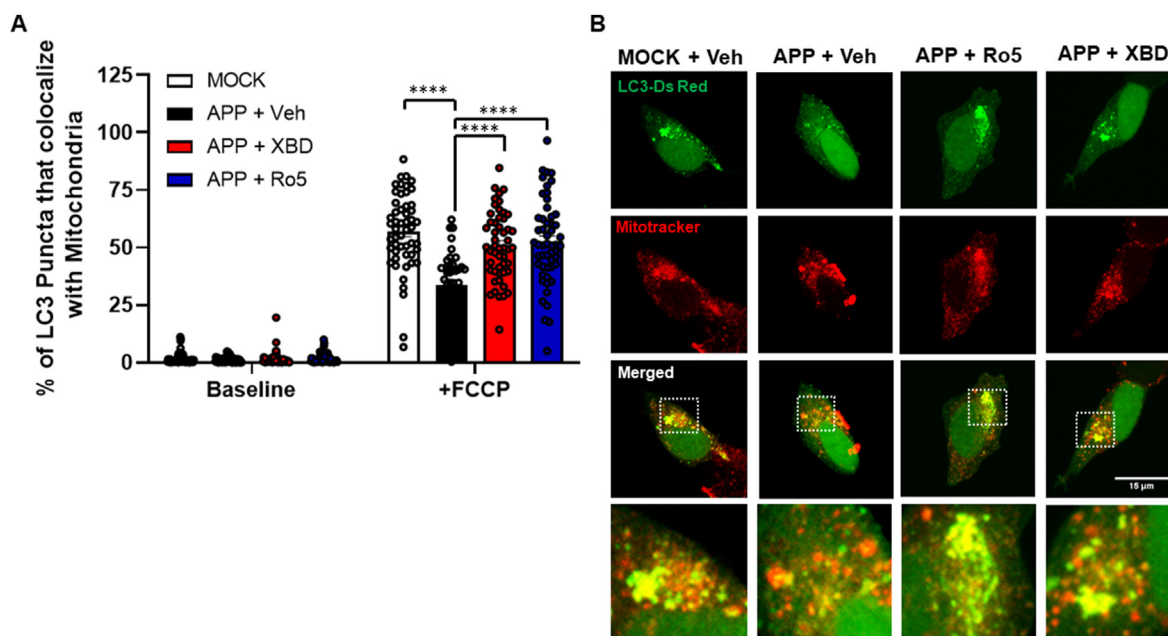 A
% of LC3 Puncta that colocalize
with Mitochondria
125
100
75
50
25
0
MOCK
APP + Veh
APP + XBD
APP + Ro5
****
****
****
Baseline
+FCCP
B
MOCK + Veh
APP + Veh
APP + Ro5
APP + XBD
LC3-Ds Red
Mitotracker
Merged
15 µm